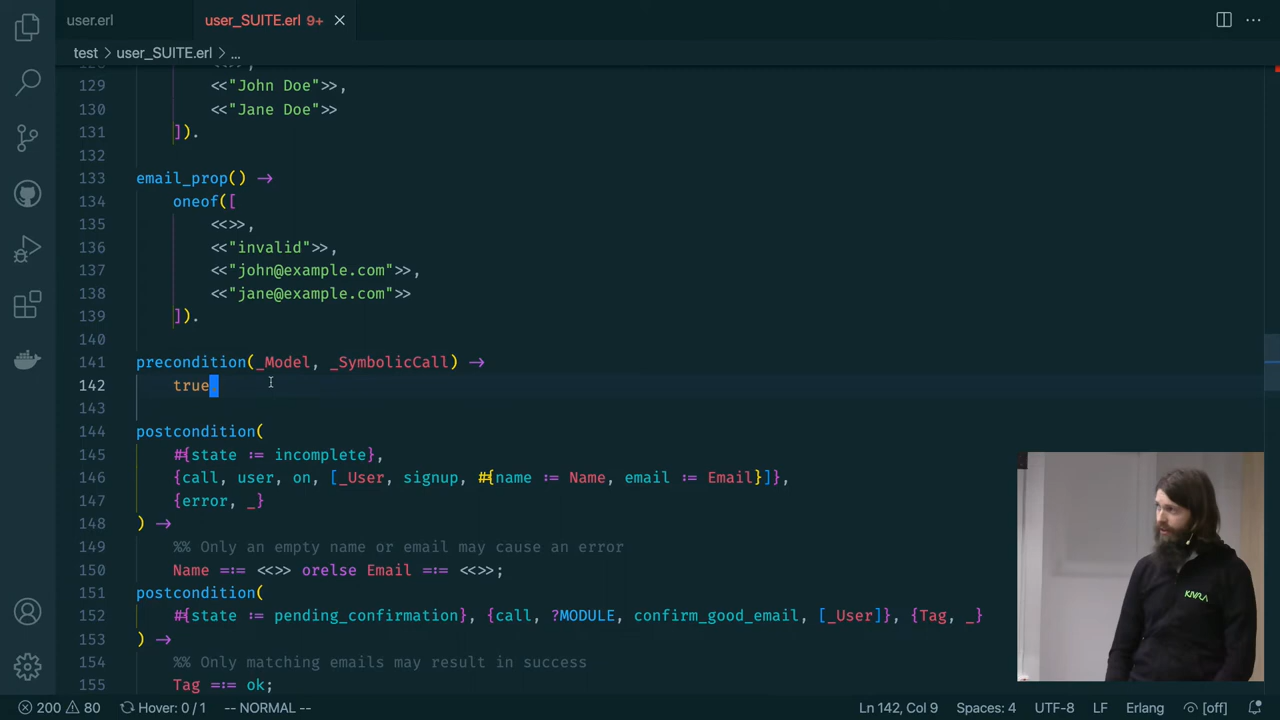 user.erl
user_SUITE.erl 9+
test > user_SUITE.erl > ...
129 <<"John Doe">>,
130 <<"Jane Doe">>
131 ]).
132
133 email_prop() ->
134 oneof([
135 <<>>,
136 <<"invalid">>,
137 <<"john@example.com">>,
138 <<"jane@example.com">>
139 ]).
140
141 precondition(_Model, _SymbolicCall) ->
142 true
143
144 postcondition(
145 #{state := incomplete},
146 {call, user, on, [_User, signup, #{name := Name, email := Email}]},
147 {error, _}
148 ) ->
149 %% Only an empty name or email may cause an error
150 Name =:= <<>> orelse Email =:= <<>>;
151 postcondition(
152 #{state := pending_confirmation}, {call, ?MODULE, confirm_good_email, [_User]}, {Tag, _}
153 ) ->
154 %% Only matching emails may result in success
155 Tag =:= ok;
KIVRA
200 80 Hover: 0/1 -- NORMAL -- Ln 142, Col 9 Spaces: 4 UTF-8 LF Erlang [off]